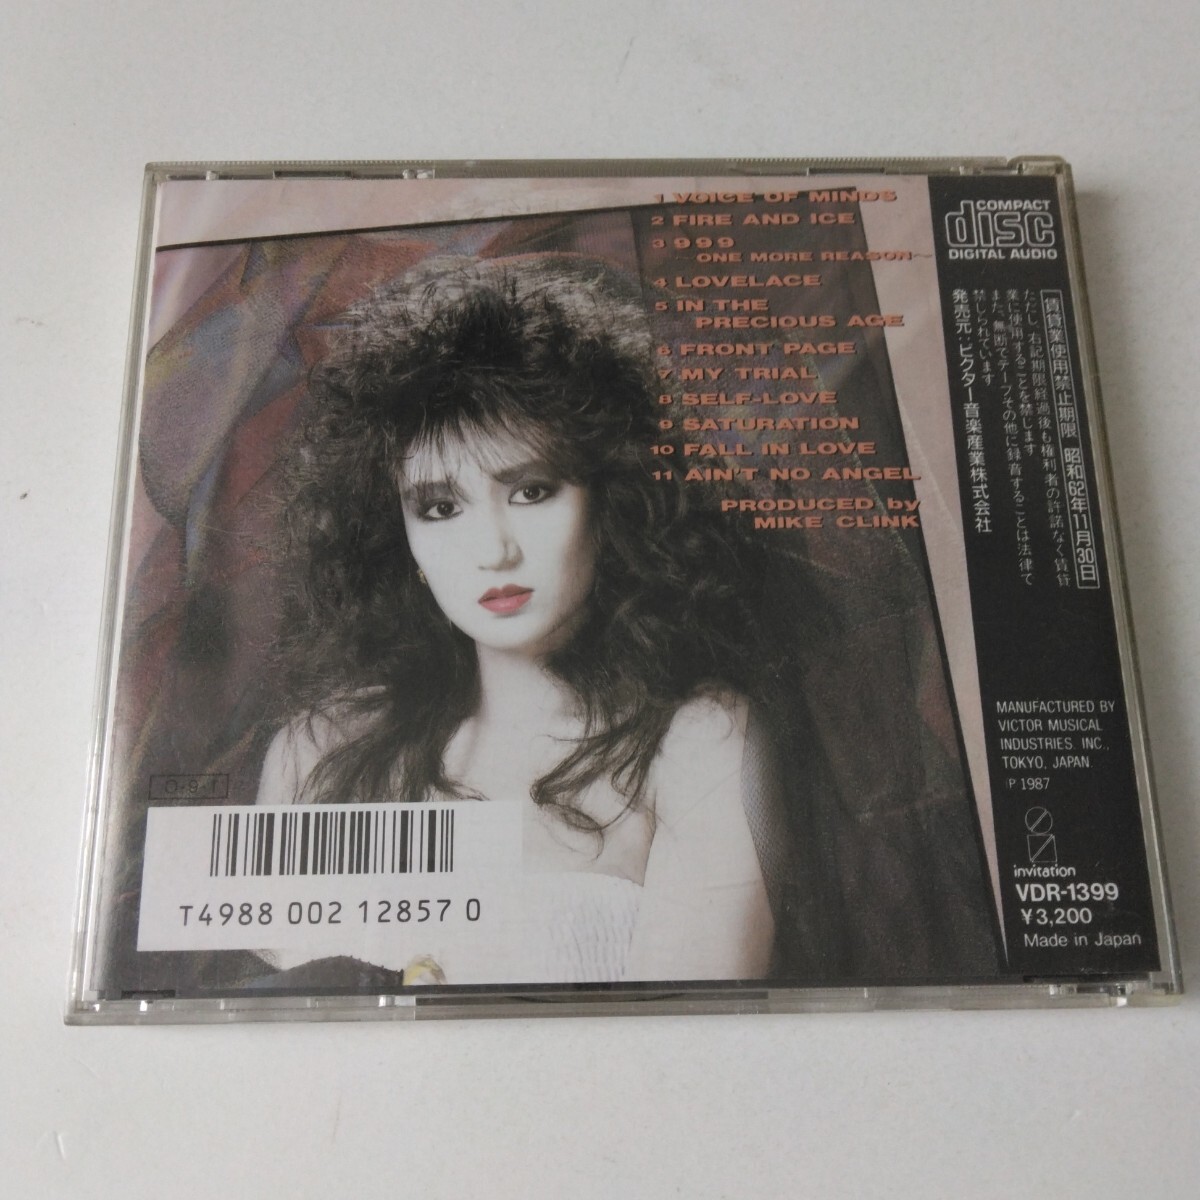 1 VOICE OF MINDS
2 FIRE AND ICE
3 999
~ONE MORE REASON~
4 LOVELACE
5 IN THE
PRECIOUS AGE
6 FRONT PAGE
7 MY TRIAL
8 SELF-LOVE
9 SATURATION
10 FALL IN LOVE
11 AIN'T NO ANGEL
PRODUCED by
MIKE CLINK
COMPACT
disc
DIGITAL AUDIO
賃貸業使用禁止期限 昭和62年11月30日
ただし、右記期限経過後も権利者の許諾なく賃貸
業に使用することを禁じます
また、無断でテープその他に録音することは法律で
禁じられています。
発売元:ビクター音楽産業株式会社
MANUFACTURED BY
VICTOR MUSICAL
INDUSTRIES. INC.,
TOKYO, JAPAN
℗ 1987
invitation
VDR-1399
¥3,200
Made in Japan
O-9-1
T4988 002 12857 0